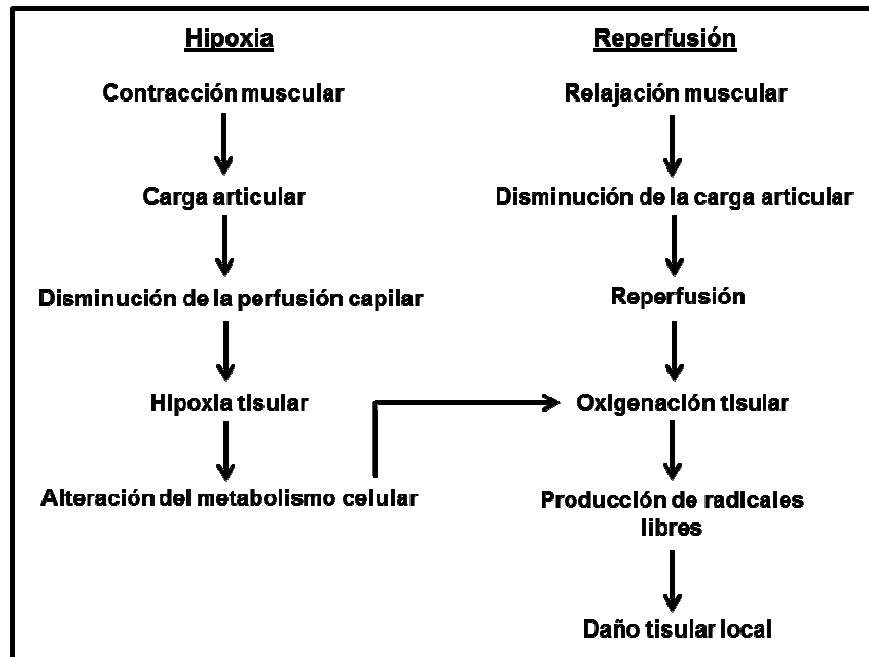 Hipoxia
Contracción muscular
Carga articular
Disminución de la perfusión capilar
Hipoxia tisular
Alteración del metabolismo celular
Reperfusión
Relajación muscular
Disminución de la carga articular
Reperfusión
Oxigenación tisular
Producción de radicales
libres
Daño tisular local